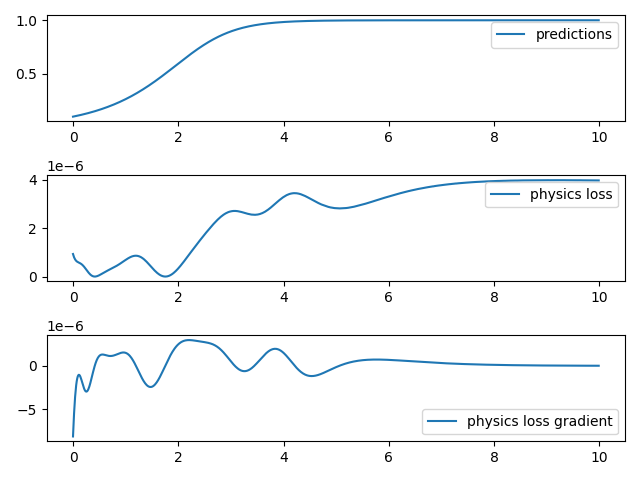 1.0
predictions
0.5
0 2 4 6 8 10
1e−6
4
physics loss
2
0
0 2 4 6 8 10
1e−6
0
−5
physics loss gradient
0 2 4 6 8 10